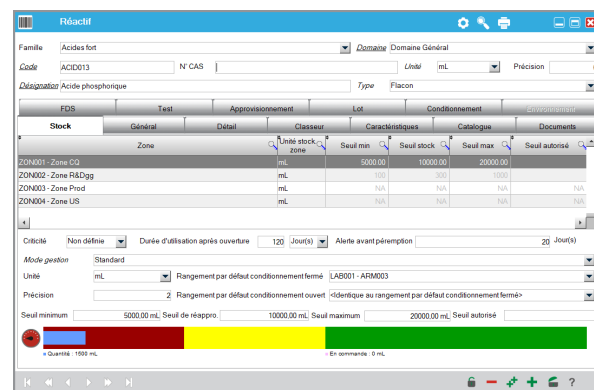 Réactif
Famille Acides fort Domaine Domaine Général
Code ACID013 N° CAS Unité mL Précision
Désignation Acide phosphorique Type Flacon
FDS Test Approvisionnement Lot Conditionnement Environnement
Stock Général Détail Classeur Caractéristiques Catalogue Documents
Zone Unité stock zone Seuil min Seuil stock Seuil max Seuil autorisé
ZON001 - Zone CQ mL 5000.00 10000.00 20000.00
ZON002 - Zone R&Dgg mL 100 300 1000
ZON003 - Zone Prod mL NA NA NA NA
ZON004 - Zone US mL NA NA NA NA
Criticité Non définie Durée d'utilisation après ouverture 120 Jour(s) Alerte avant péremption 20 Jour(s)
Mode gestion Standard
Unité mL Rangement par défaut conditionnement fermé LAB001 - ARM003
Précision 2 Rangement par défaut conditionnement ouvert <Identique au rangement par défaut conditionnement fermé>
Seuil minimum 5000,00 mL Seuil de réappro. 10000,00 mL Seuil maximum 20000,00 mL Seuil autorisé
Quantité : 1500 mL En commande : 0 mL